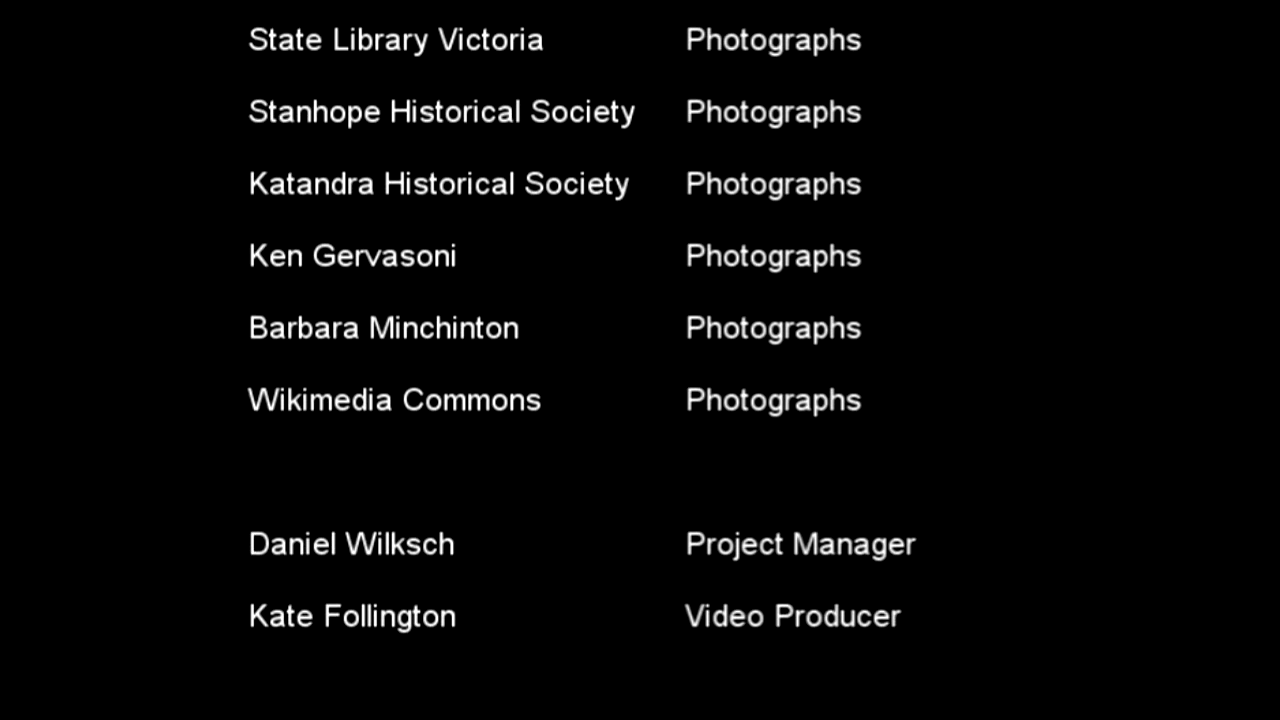 State Library Victoria Photographs
Stanhope Historical Society Photographs
Katandra Historical Society Photographs
Ken Gervasoni Photographs
Barbara Minchinton Photographs
Wikimedia Commons Photographs
Daniel Wilksch Project Manager
Kate Follington Video Producer